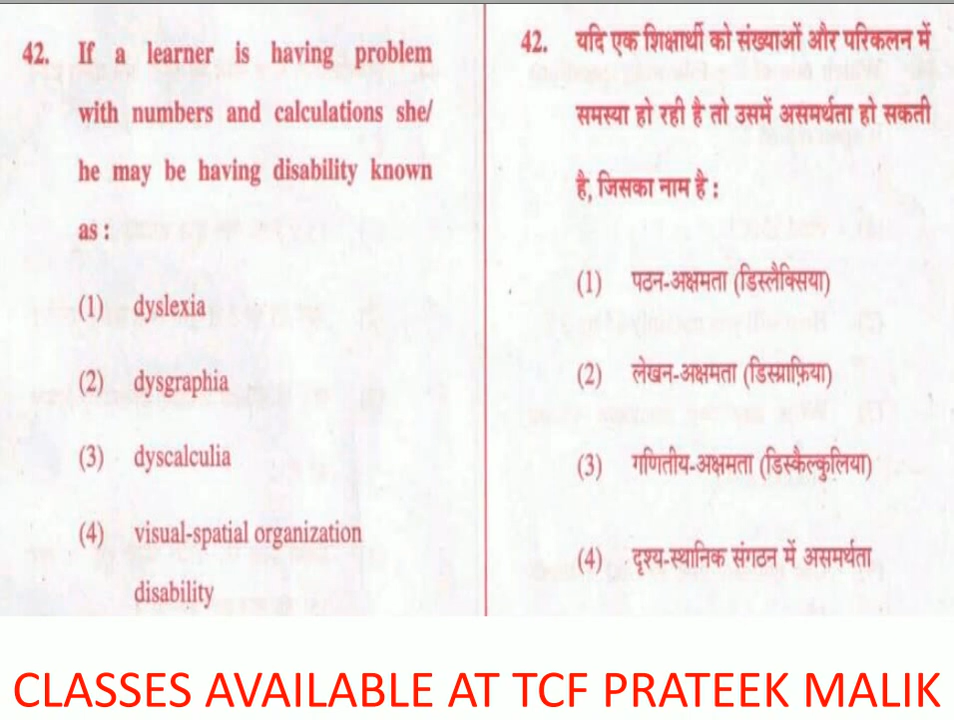 42. If a learner is having problem
with numbers and calculations she/
he may be having disability known
as :
(1) dyslexia
(2) dysgraphia
(3) dyscalculia
(4) visual-spatial organization
disability
42. यदि एक शिक्षार्थी को संख्याओं और परिकलन में
समस्या हो रही है तो उसमें असमर्थता हो सकती
है, जिसका नाम है :
(1) पठन-अक्षमता (डिस्लैक्सिया)
(2) लेखन-अक्षमता (डिस्ग्राफ़िया)
(3) गणितीय-अक्षमता (डिस्कैल्कुलिया)
(4) दृश्य-स्थानिक संगठन में असमर्थता
CLASSES AVAILABLE AT TCF PRATEEK MALIK